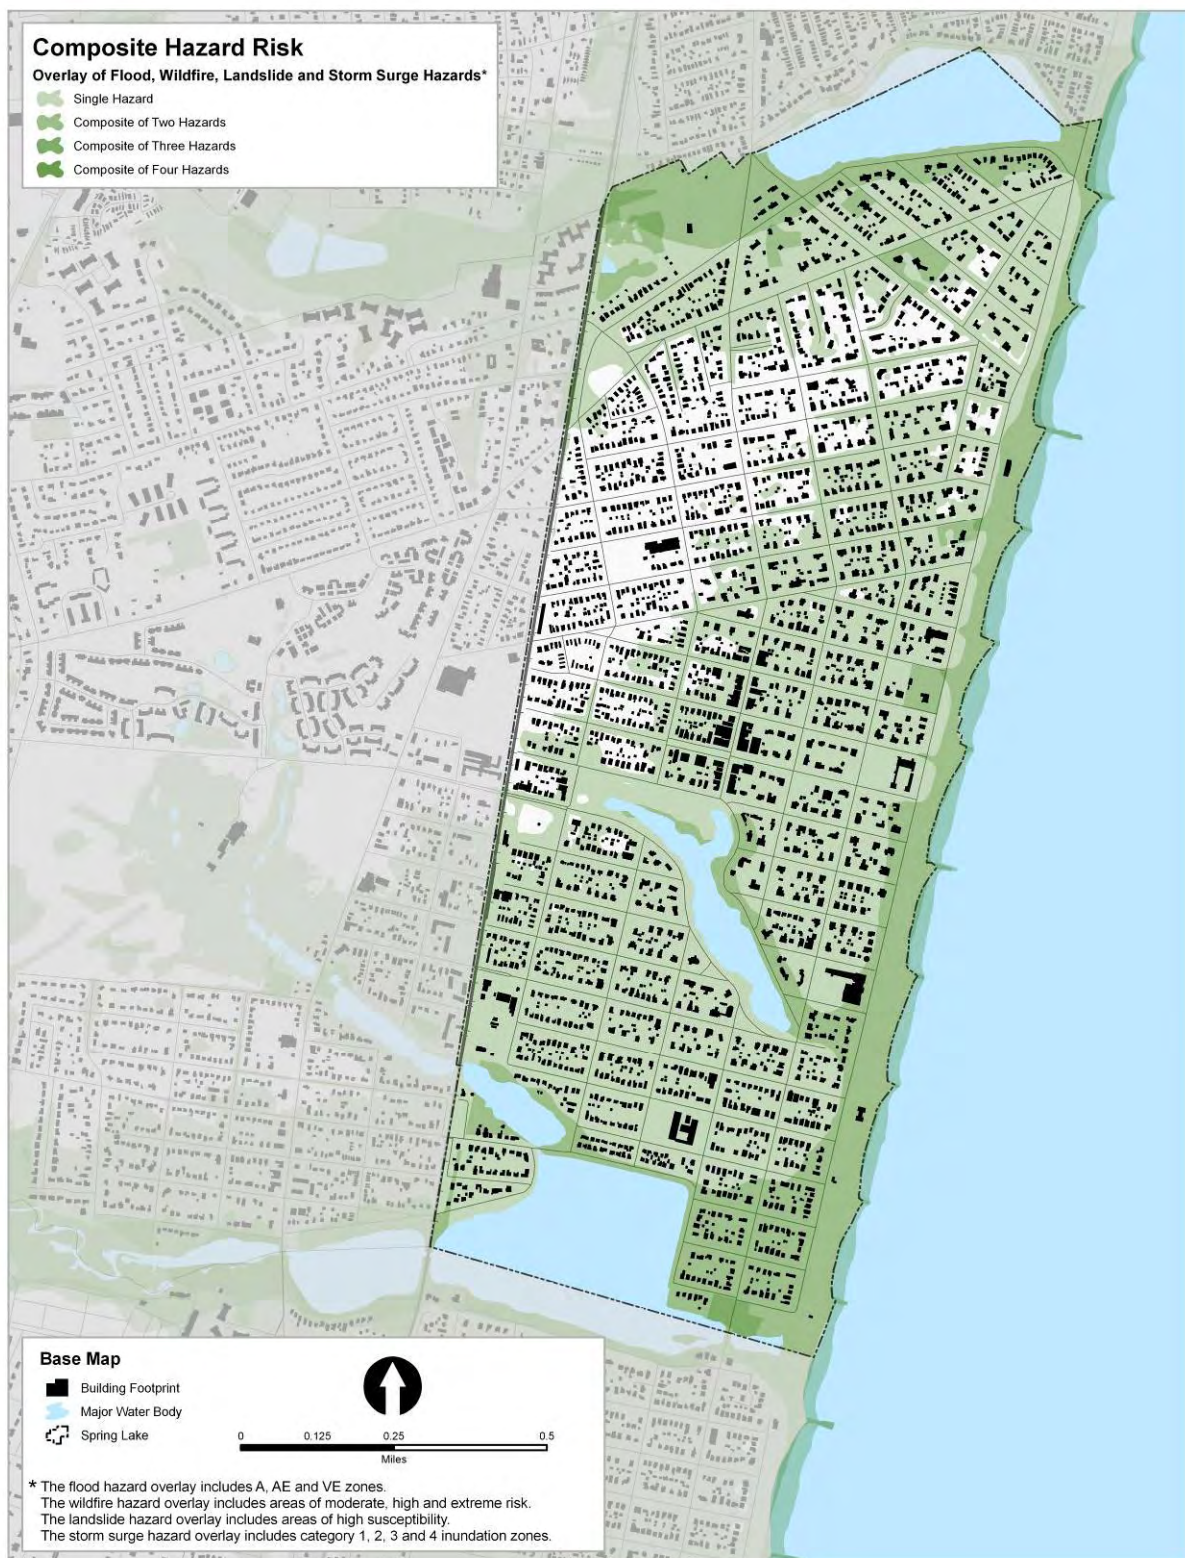 Composite Hazard Risk
Overlay of Flood, Wildfire, Landslide and Storm Surge Hazards*
Single Hazard
Composite of Two Hazards
Composite of Three Hazards
Composite of Four Hazards
Base Map
Building Footprint
Major Water Body
Spring Lake
0 0.125 0.25 0.5
Miles
* The flood hazard overlay includes A, AE and VE zones.
The wildfire hazard overlay includes areas of moderate, high and extreme risk.
The landslide hazard overlay includes areas of high susceptibility.
The storm surge hazard overlay includes category 1, 2, 3 and 4 inundation zones.